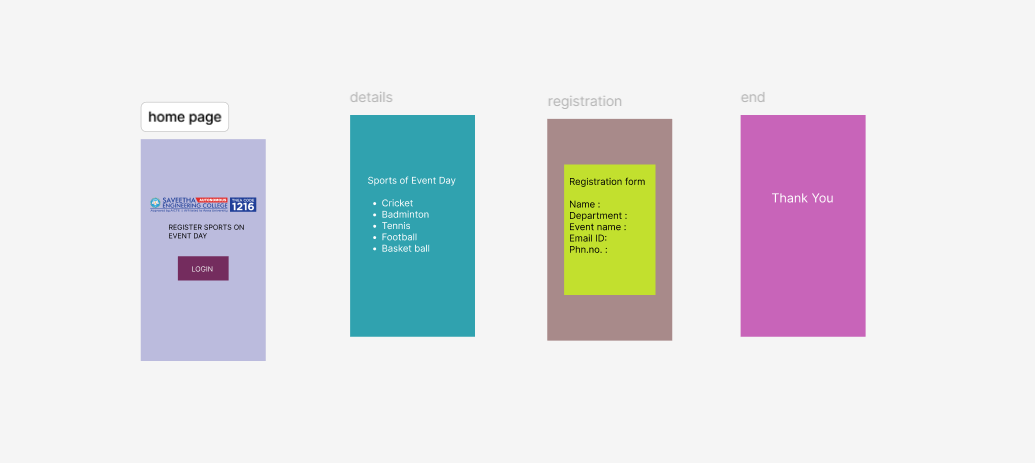 home page
SAVEETHA
ENGINEERING COLLEGE
AUTONOMOUS
TNEA CODE
1216
REGISTER SPORTS ON
EVENT DAY
LOGIN
details
Sports of Event Day
Cricket
Badminton
Tennis
Football
Basket ball
registration
Registration form
Name :
Department :
Event name :
Email ID:
Phn.no. :
end
Thank You